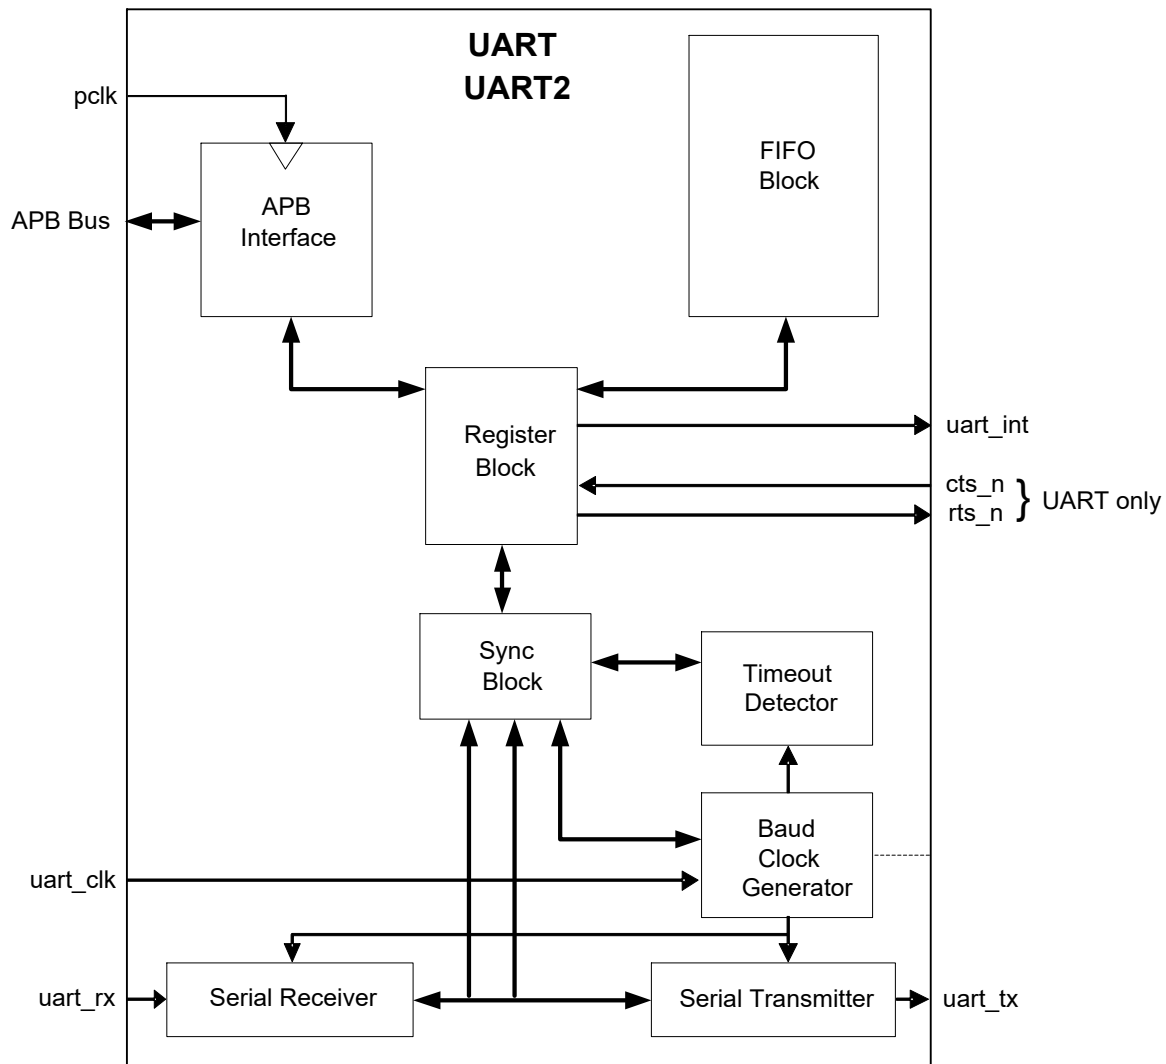 UART
UART2
pclk
FIFO
Block
APB
Interface
APB Bus
Register
Block
uart_int
cts_n
rts_n
} UART only
Sync
Block
Timeout
Detector
Baud
Clock
Generator
uart_clk
uart_rx
Serial Receiver
Serial Transmitter
uart_tx